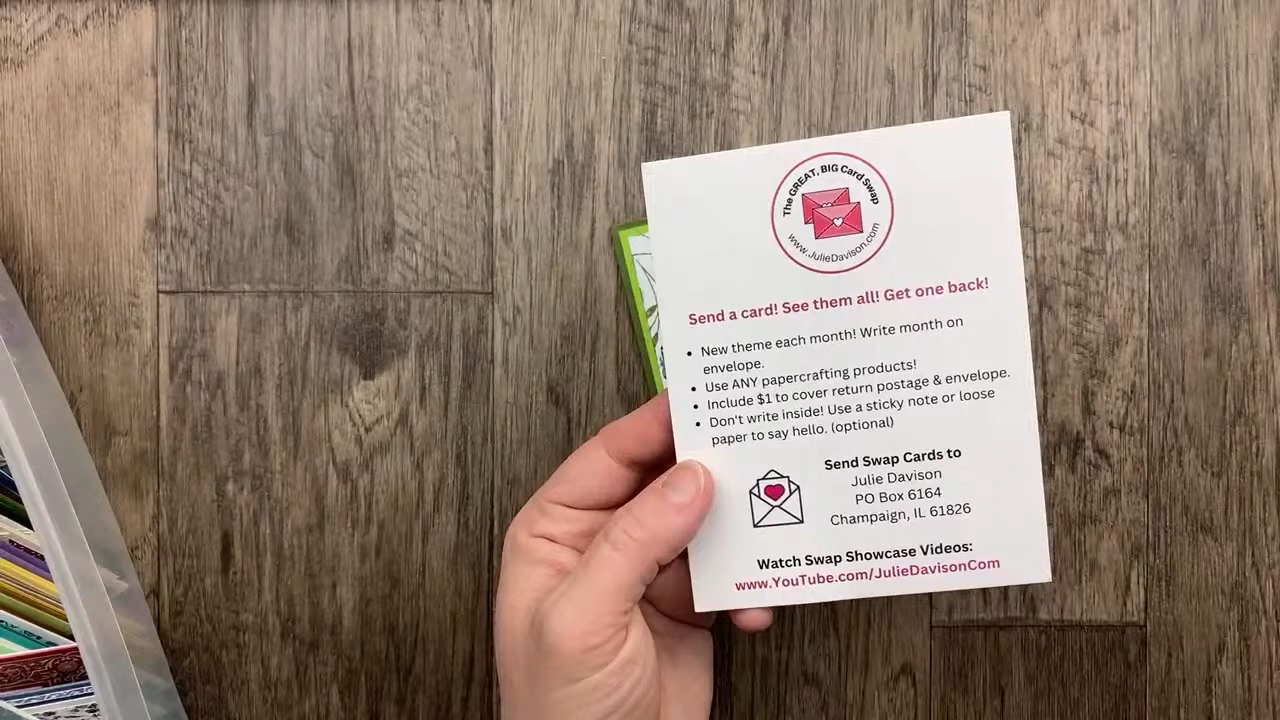 The GREAT, BIG Card Swap
www.JulieDavison.com
Send a card! See them all! Get one back!
• New theme each month! Write month on
envelope.
• Use ANY papercrafting products!
• Include $1 to cover return postage & envelope.
• Don't write inside! Use a sticky note or loose
paper to say hello. (optional)
Send Swap Cards to
Julie Davison
PO Box 6164
Champaign, IL 61826
Watch Swap Showcase Videos:
www.YouTube.com/JulieDavisonCom